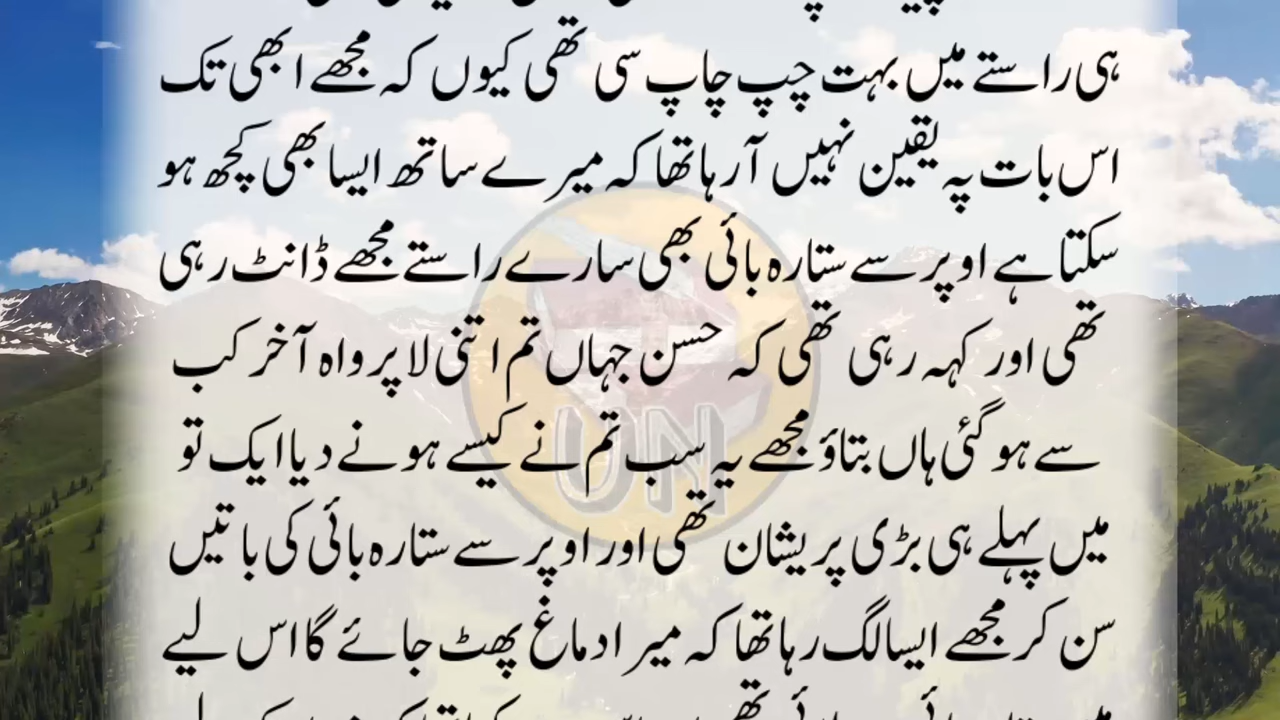 ہی راستے میں بہت چپ چاپ سی تھی کیوں کہ مجھے ابھی تک
اس بات پہ یقین نہیں آرہا تھا کہ میرے ساتھ ایسا بھی کچھ ہو
سکتا ہے اوپر سے ستارہ بائی بھی سارے راستے مجھے ڈانٹ رہی
تھی اور کہہ رہی تھی کہ حسن جہاں تم اتنی لاپرواہ آخر کب
سے ہو گئی ہاں بتاؤ مجھے یہ سب تم نے کیسے ہونے دیا ایک تو
میں پہلے ہی بڑی پریشان تھی اور اوپر سے ستارہ بائی کی باتیں
سن کر مجھے ایسا لگ رہا تھا کہ میرا دماغ پھٹ جائے گا اس لیے
UN